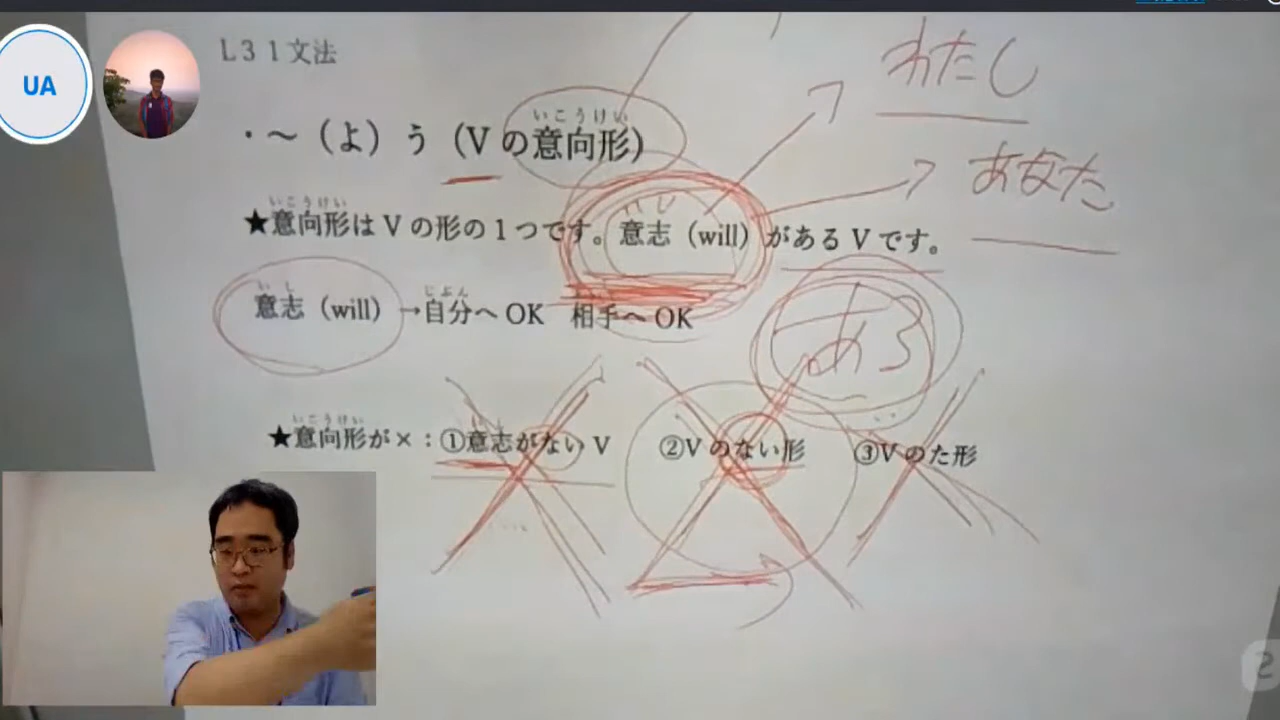 UA
L31文法
わたし
いこうけい
・～（よ）う（Vの意向形）
あなた
いこうけい いし
★意向形はVの形の1つです。意志（will）があるVです。
いし じぶん
意志（will）→自分へOK 相手へOK
ある
いこうけい
★意向形が×：①意志がないV ②Vのない形 ③Vのた形
2